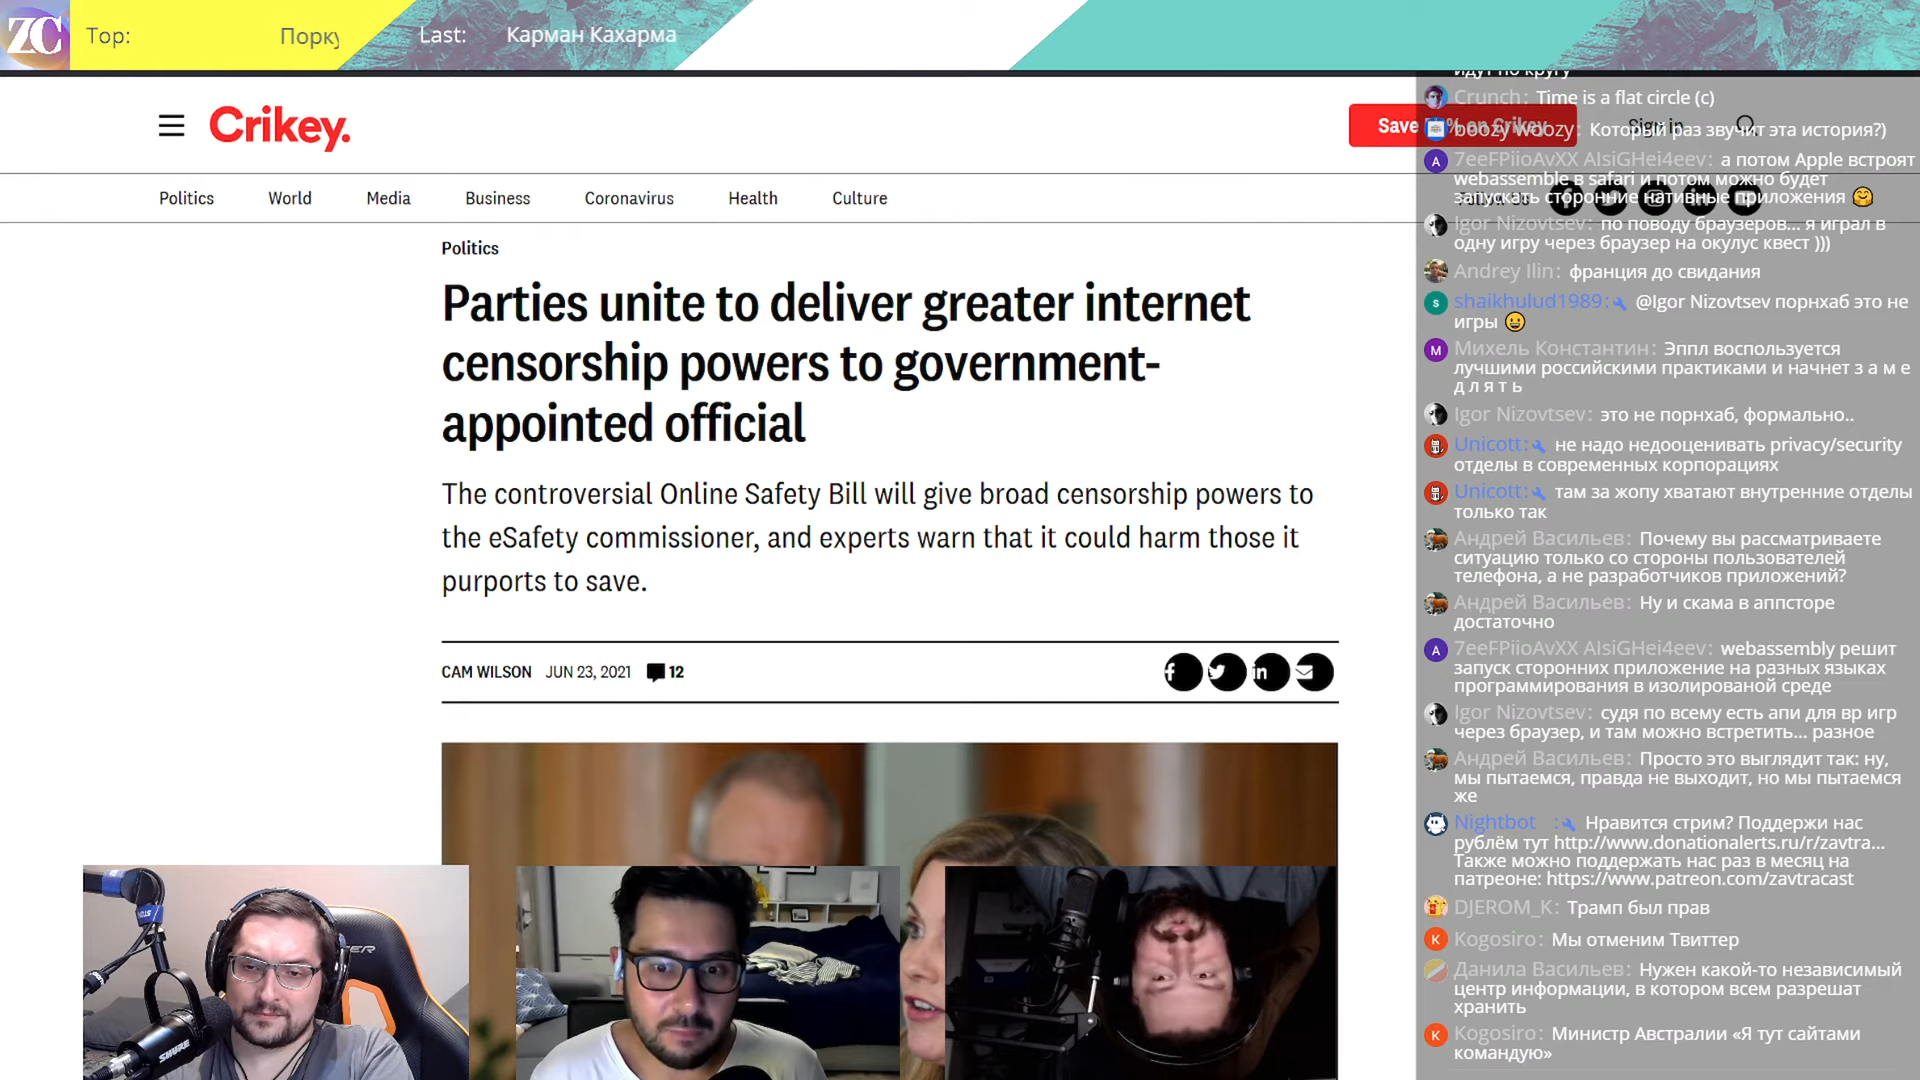 ZC
Top:
Порку
Last:
Карман Кахарма
Crikey.
Save
on Crikey
Sign in
Politics
World
Media
Business
Coronavirus
Health
Culture
Politics
Parties unite to deliver greater internet
censorship powers to government-
appointed official
The controversial Online Safety Bill will give broad censorship powers to
the eSafety commissioner, and experts warn that it could harm those it
purports to save.
CAM WILSON JUN 23, 2021 12
SHURE
идут по кругу
Crunch: Time is a flat circle (c)
boozy woozy: Который раз звучит эта история?)
7eeFPiioAvXX AlsiGHei4eev: а потом Apple встроят
webassemble в safari и потом можно будет
запускать сторонние нативные приложения 🤗
Igor Nizovtsev: по поводу браузеров... я играл в
одну игру через браузер на окулус квест )))
Andrey Ilin: франция до свидания
shaikhulud1989: @Igor Nizovtsev порнхаб это не
игры 😀
Михель Константин: Эппл воспользуется
лучшими российскими практиками и начнет з а м е
д л я т ь
Igor Nizovtsev: это не порнхаб, формально..
Unicott: не надо недооценивать privacy/security
отделы в современных корпорациях
Unicott: там за жопу хватают внутренние отделы
только так
Андрей Васильев: Почему вы рассматриваете
ситуацию только со стороны пользователей
телефона, а не разработчиков приложений?
Андрей Васильев: Ну и скама в аппсторе
достаточно
7eeFPiioAvXX AlsiGHei4eev: webassembly решит
запуск сторонних приложение на разных языках
программирования в изолированой среде
Igor Nizovtsev: судя по всему есть апи для вр игр
через браузер, и там можно встретить... разное
Андрей Васильев: Просто это выглядит так: ну,
мы пытаемся, правда не выходит, но мы пытаемся
же
Nightbot : Нравится стрим? Поддержи нас
рублём тут http://www.donationalerts.ru/r/zavtra...
Также можно поддержать нас раз в месяц на
патреоне: https://www.patreon.com/zavtracast
DJEROM_K: Трамп был прав
Kogosiro: Мы отменим Твиттер
Данила Васильев: Нужен какой-то независимый
центр информации, в котором всем разрешат
хранить
Kogosiro: Министр Австралии «Я тут сайтами
командую»